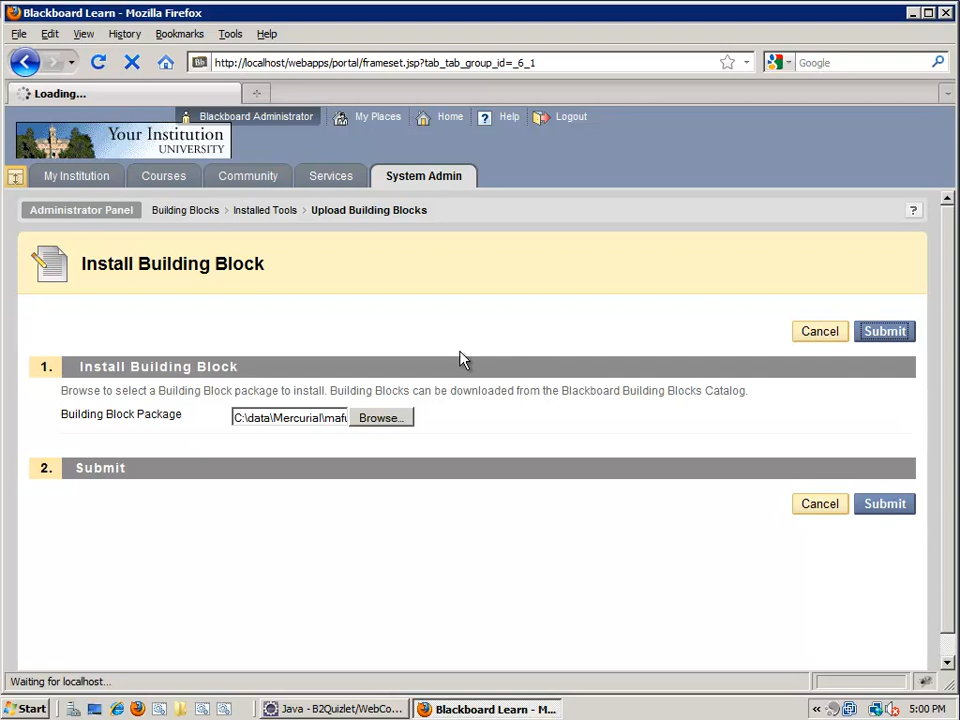 Blackboard Learn - Mozilla Firefox
File Edit View History Bookmarks Tools Help
http://localhost/webapps/portal/frameset.jsp?tab_tab_group_id=_6_1
Google
Loading...
Blackboard Administrator My Places Home Help Logout
Your Institution
UNIVERSITY
My Institution Courses Community Services System Admin
Administrator Panel Building Blocks > Installed Tools > Upload Building Blocks ?
Install Building Block
Cancel Submit
1. Install Building Block
Browse to select a Building Block package to install. Building Blocks can be downloaded from the Blackboard Building Blocks Catalog.
Building Block Package C:\data\Mercurial\mafu Browse...
2. Submit
Cancel Submit
Waiting for localhost...
Start Java - B2Quizlet/WebCo... Blackboard Learn - M... « 5:00 PM